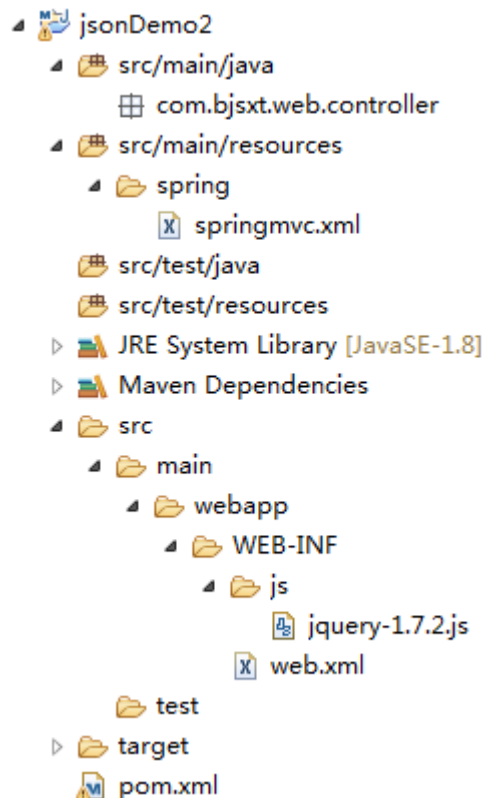 jsonDemo2
src/main/java
com.bjsxt.web.controller
src/main/resources
spring
springmvc.xml
src/test/java
src/test/resources
JRE System Library [JavaSE-1.8]
Maven Dependencies
src
main
webapp
WEB-INF
js
jquery-1.7.2.js
web.xml
test
target
pom.xml